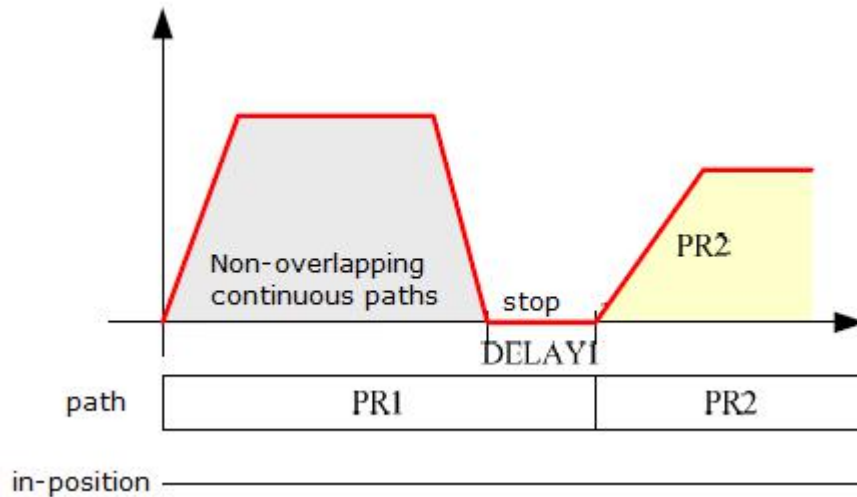 Non-overlapping
continuous paths
stop
PR2
DELAY1
path
PR1
PR2
in-position